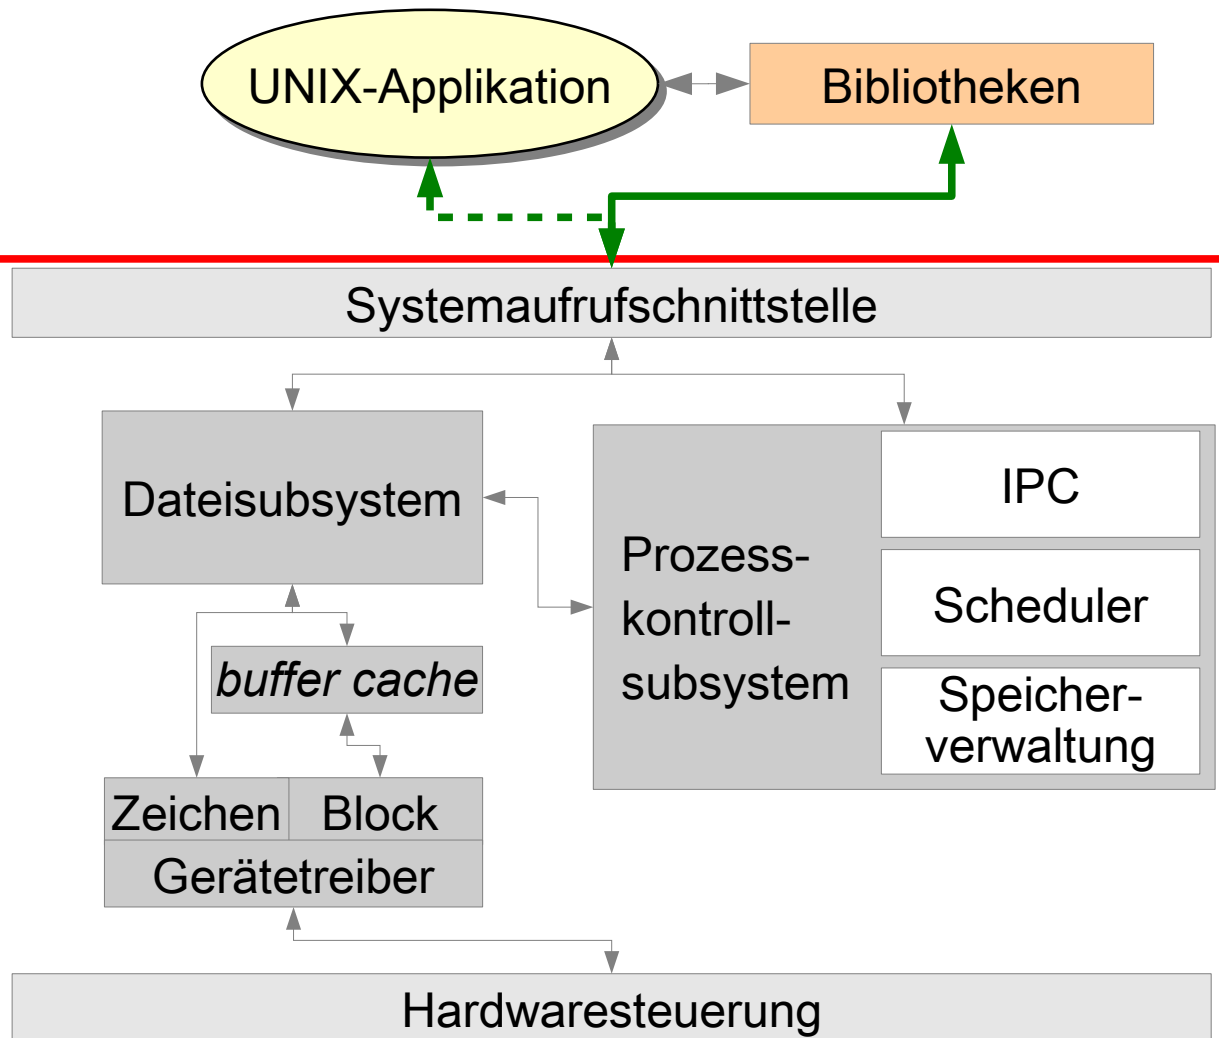 UNIX-Applikation
Bibliotheken
Systemaufrufschnittstelle
Dateisubsystem
Prozess-
kontroll-
subsystem
IPC
Scheduler
Speicher-
verwaltung
buffer cache
Zeichen
Block
Gerätetreiber
Hardwaresteuerung